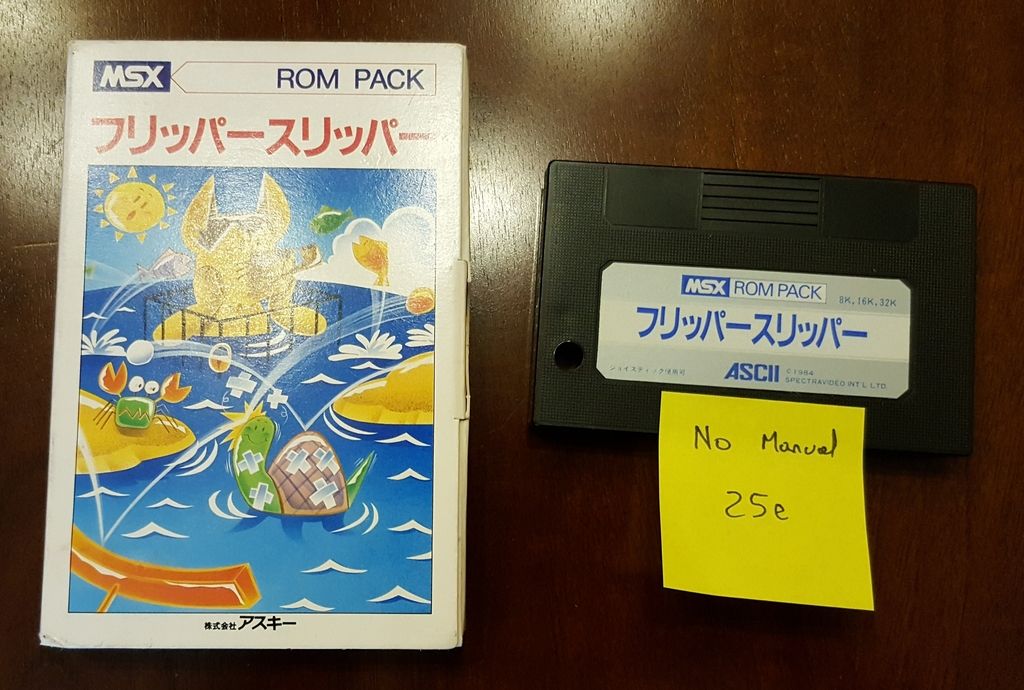 MSX ROM PACK
フリッパースリッパー
株式会社 アスキー
MSX ROM PACK
8K, 16K, 32K
フリッパースリッパー
ジョイスティック使用可
ASCII
©1984
SPECTRAVIDEO INT'L LTD.
No Manual
25e